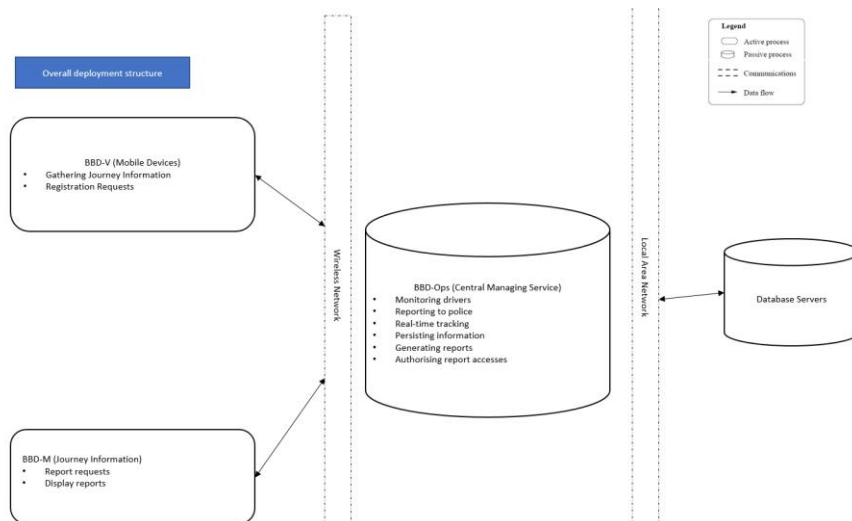 Overall deployment structure
Legend
Active process
Passive process
Communications
Data flow
BBD-V (Mobile Devices)
• Gathering Journey Information
• Registration Requests
Wireless Network
BBD-Ops (Central Managing Service)
• Monitoring drivers
• Reporting to police
• Real-time tracking
• Persisting information
• Generating reports
• Authorising report accesses
Local Area Network
Database Servers
BBD-M (Journey Information)
• Report requests
• Display reports